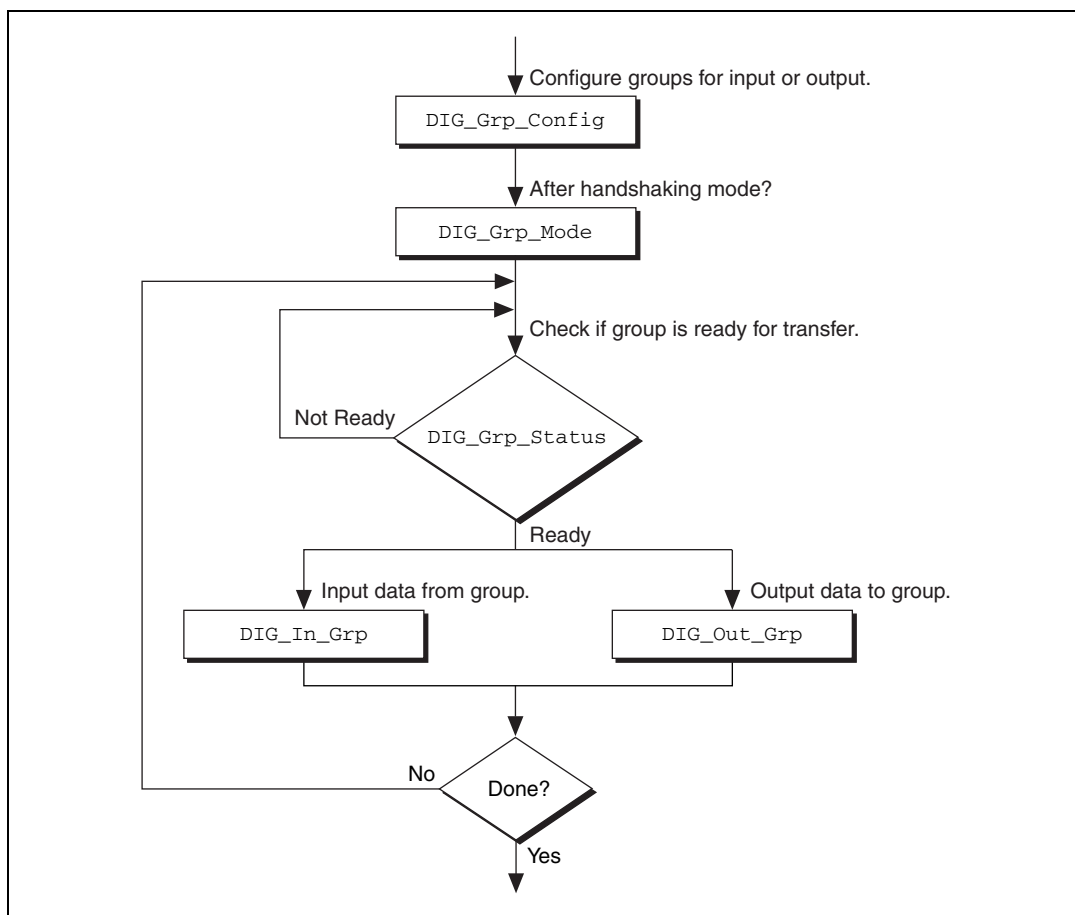 Configure groups for input or output.
DIG_Grp_Config
After handshaking mode?
DIG_Grp_Mode
Check if group is ready for transfer.
Not Ready
DIG_Grp_Status
Ready
Input data from group.
Output data to group.
DIG_In_Grp
DIG_Out_Grp
No
Done?
Yes